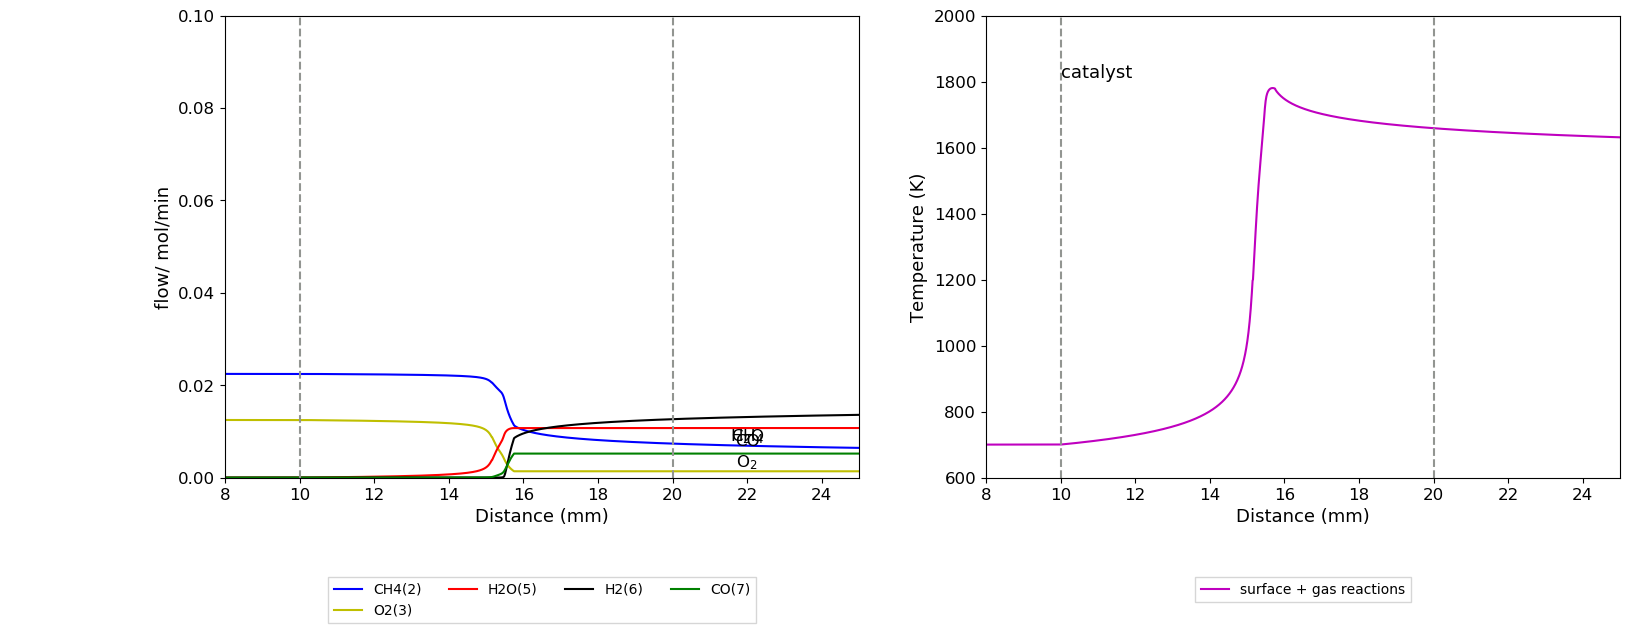 0.10
0.08
0.06
0.04
0.02
0.00
flow/ mol/min
8 10 12 14 16 18 20 22 24
Distance (mm)
O₂
CH4(2) H2O(5) H2(6) CO(7)
O2(3)
2000
1800
1600
1400
1200
1000
800
600
Temperature (K)
catalyst
8 10 12 14 16 18 20 22 24
Distance (mm)
surface + gas reactions